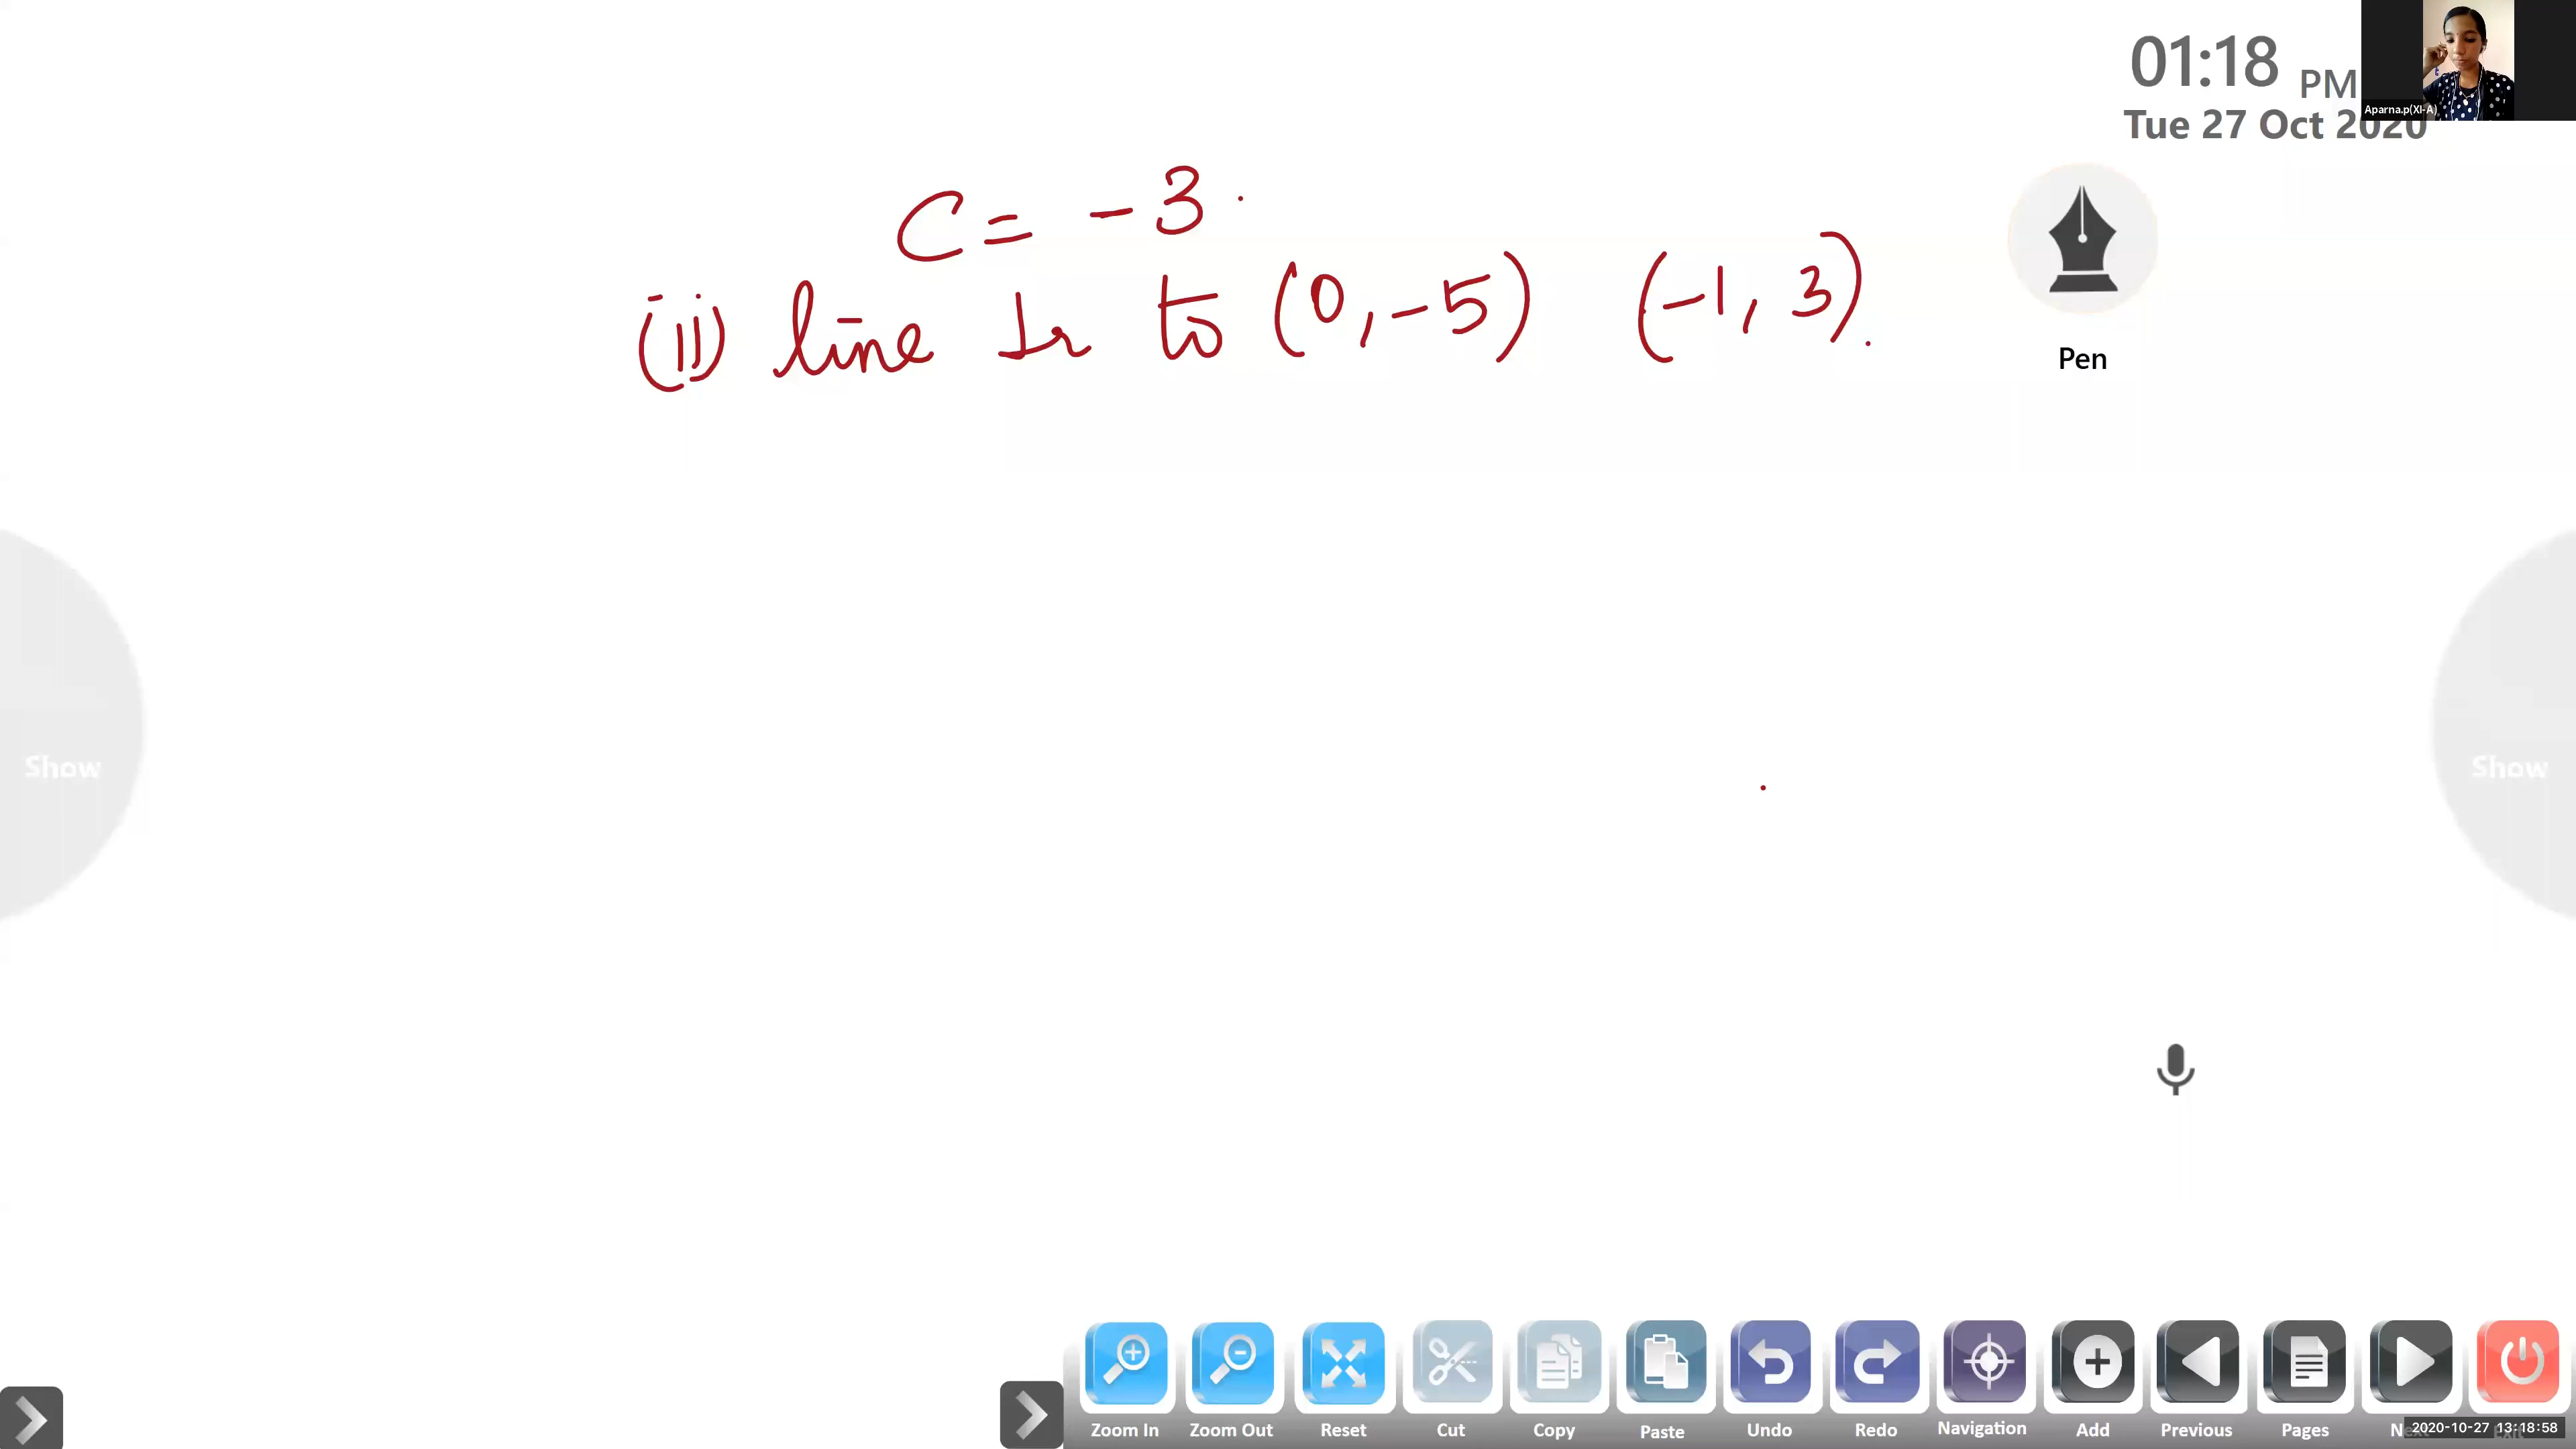 01:18 PM
Tue 27 Oct 2020
Aparna.p(XI-A)
C = -3.
(ii) line ⊥r to (0, -5) (-1, 3).
Pen
Show
Show
Zoom In Zoom Out Reset Cut Copy Paste Undo Redo Navigation Add Previous Pages
2020-10-27 13:18:58